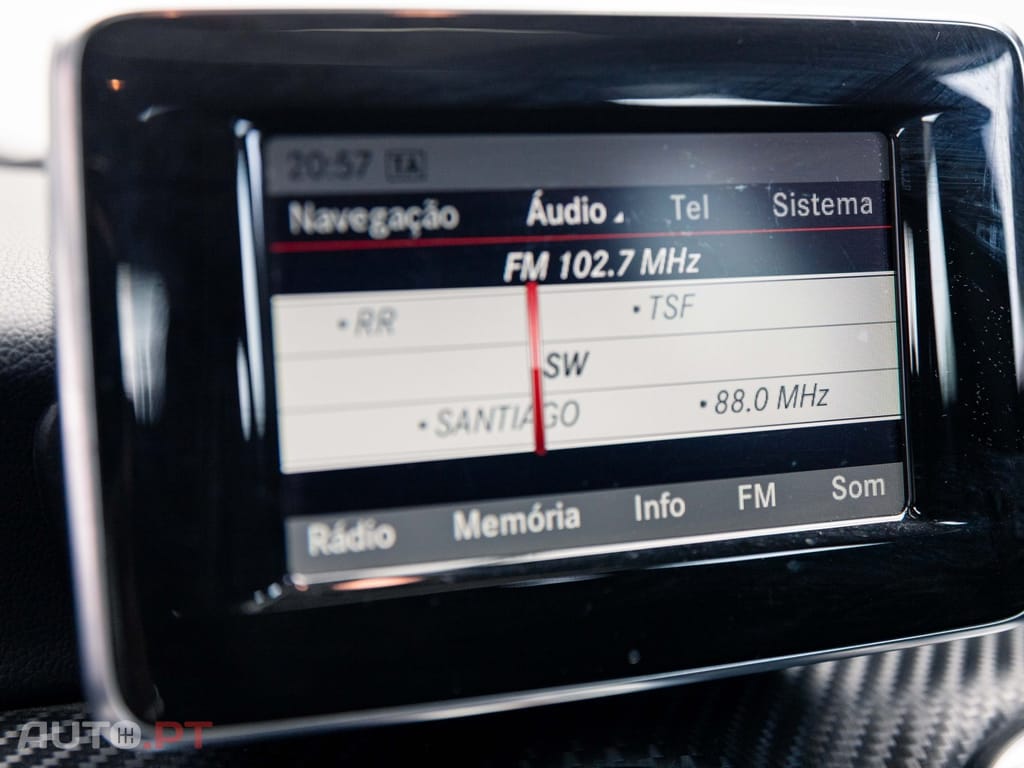 20:57 TA
Navegação Áudio Tel Sistema
FM 102.7 MHz
• RR • TSF
SW
• SANTIAGO • 88.0 MHz
Rádio Memória Info FM Som
AUTO.PT